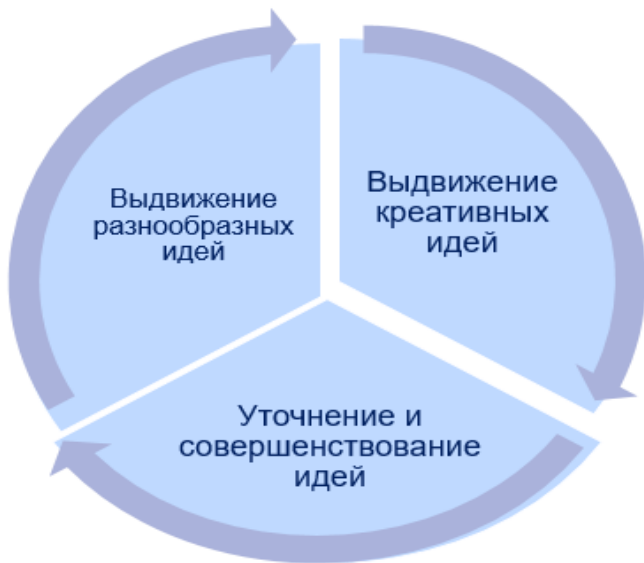 Выдвижение
разнообразных
идей
Выдвижение
креативных
идей
Уточнение и
совершенствование
идей